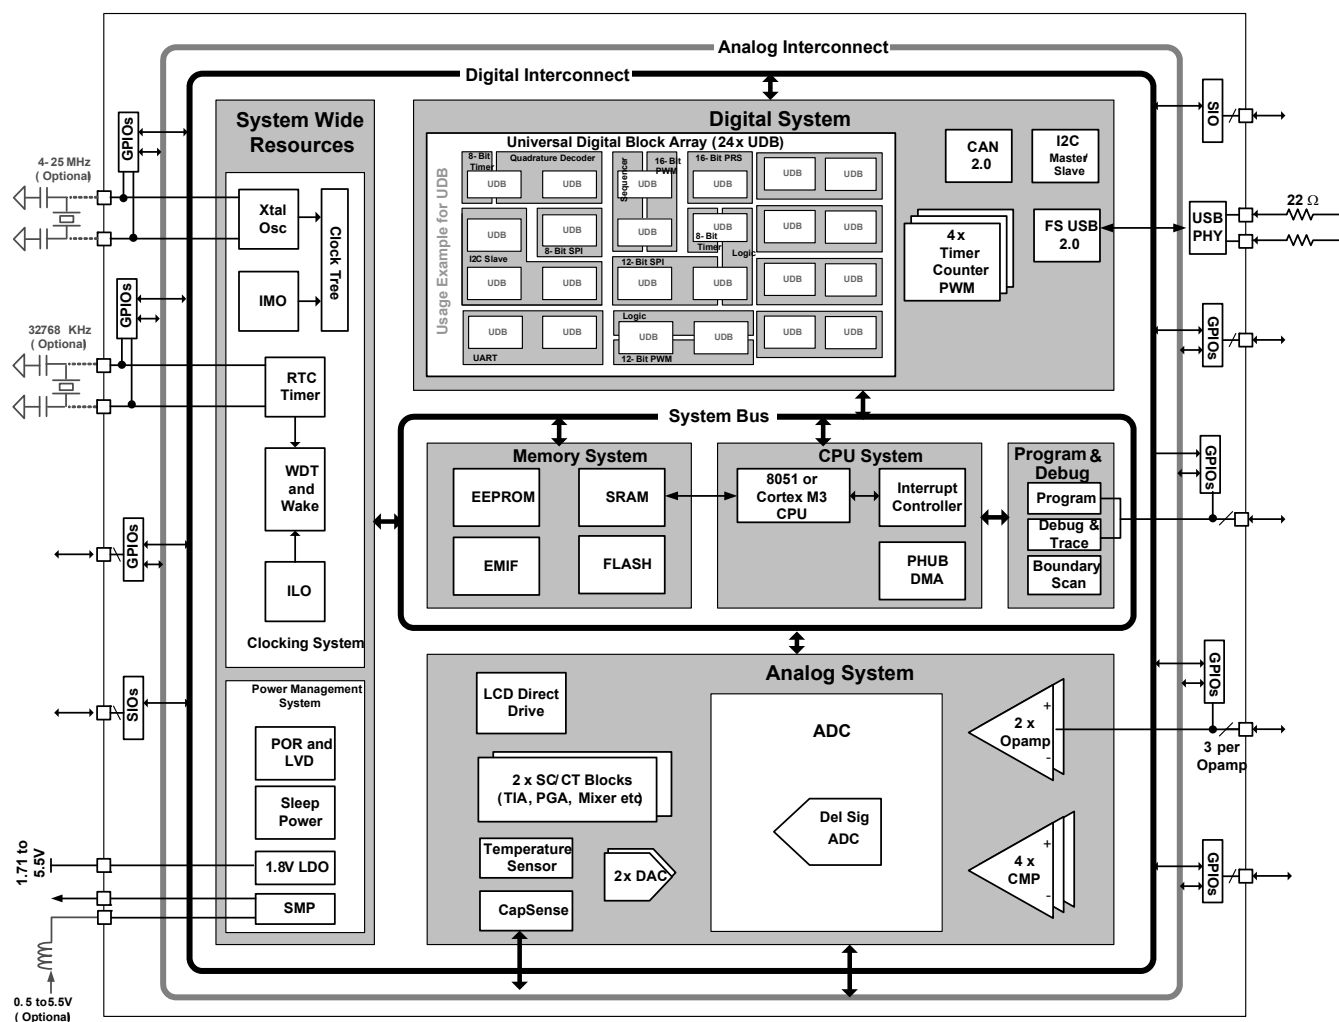 Analog Interconnect
Digital Interconnect
System Wide
Resources
Digital System
Universal Digital Block Array (24x UDB)
Usage Example for UDB
8- Bit
Timer
Quadrature Decoder
Sequencer
16- Bit
PWM
16- Bit PRS
UDB
UDB
UDB
UDB
UDB
UDB
UDB
UDB
UDB
UDB
UDB
UDB
8- Bit SPI
8- Bit
Timer
Logic
I2C Slave
12- Bit SPI
UDB
UDB
UDB
UDB
UDB
UDB
Logic
UDB
UDB
UDB
UDB
UDB
UDB
UART
12- Bit PWM
CAN
2.0
I2C
Master/
Slave
4x
Timer
Counter
PWM
FS USB
2.0
USB
PHY
22 Ω
SIO
GPIOs
GPIOs
GPIOs
GPIOs
GPIOs
GPIOs
GPIOs
SIOs
4- 25 MHz
( Optional)
Xtal
Osc
Clock Tree
IMO
32768 KHz
( Optional)
RTC
Timer
WDT
and
Wake
ILO
Clocking System
Power Management
System
POR and
LVD
Sleep
Power
1.8V LDO
SMP
1.71 to
5.5V
0. 5 to5.5V
( Optional)
System Bus
Memory System
EEPROM
SRAM
EMIF
FLASH
CPU System
8051 or
Cortex M3
CPU
Interrupt
Controller
PHUB
DMA
Program &
Debug
Program
Debug &
Trace
Boundary
Scan
Analog System
LCD Direct
Drive
2 x SC/ CT Blocks
(TIA, PGA, Mixer etc)
Temperature
Sensor
CapSense
2x DAC
ADC
Del Sig
ADC
+
2 x
Opamp
-
3 per
Opamp
+
4 x
CMP
-